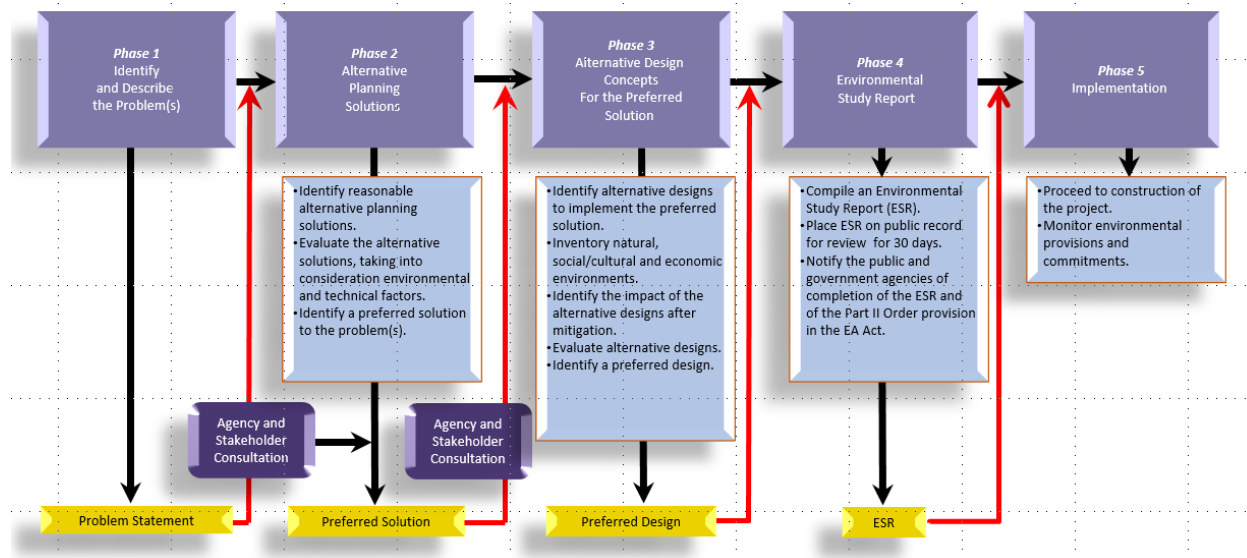 Phase 1
Identify
and Describe
the Problem(s)
Phase 2
Alternative
Planning
Solutions
Phase 3
Alternative Design
Concepts
For the Preferred
Solution
Phase 4
Environmental
Study Report
Phase 5
Implementation
•Identify reasonable
alternative planning
solutions.
•Evaluate the alternative
solutions, taking into
consideration environmental
and technical factors.
•Identify a preferred solution
to the problem(s).
•Identify alternative designs
to implement the preferred
solution.
•Inventory natural,
social/cultural and economic
environments.
•Identify the impact of the
alternative designs after
mitigation.
•Evaluate alternative designs.
•Identify a preferred design.
•Compile an Environmental
Study Report (ESR).
•Place ESR on public record
for review for 30 days.
•Notify the public and
government agencies of
completion of the ESR and
of the Part II Order provision
in the EA Act.
•Proceed to construction of
the project.
•Monitor environmental
provisions and
commitments.
Agency and
Stakeholder
Consultation
Agency and
Stakeholder
Consultation
Problem Statement
Preferred Solution
Preferred Design
ESR